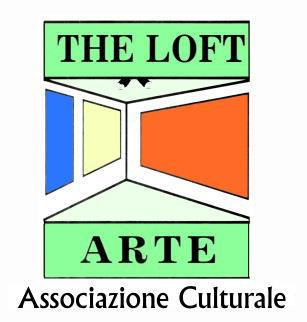 THE LOFT
ARTE
Associazione Culturale